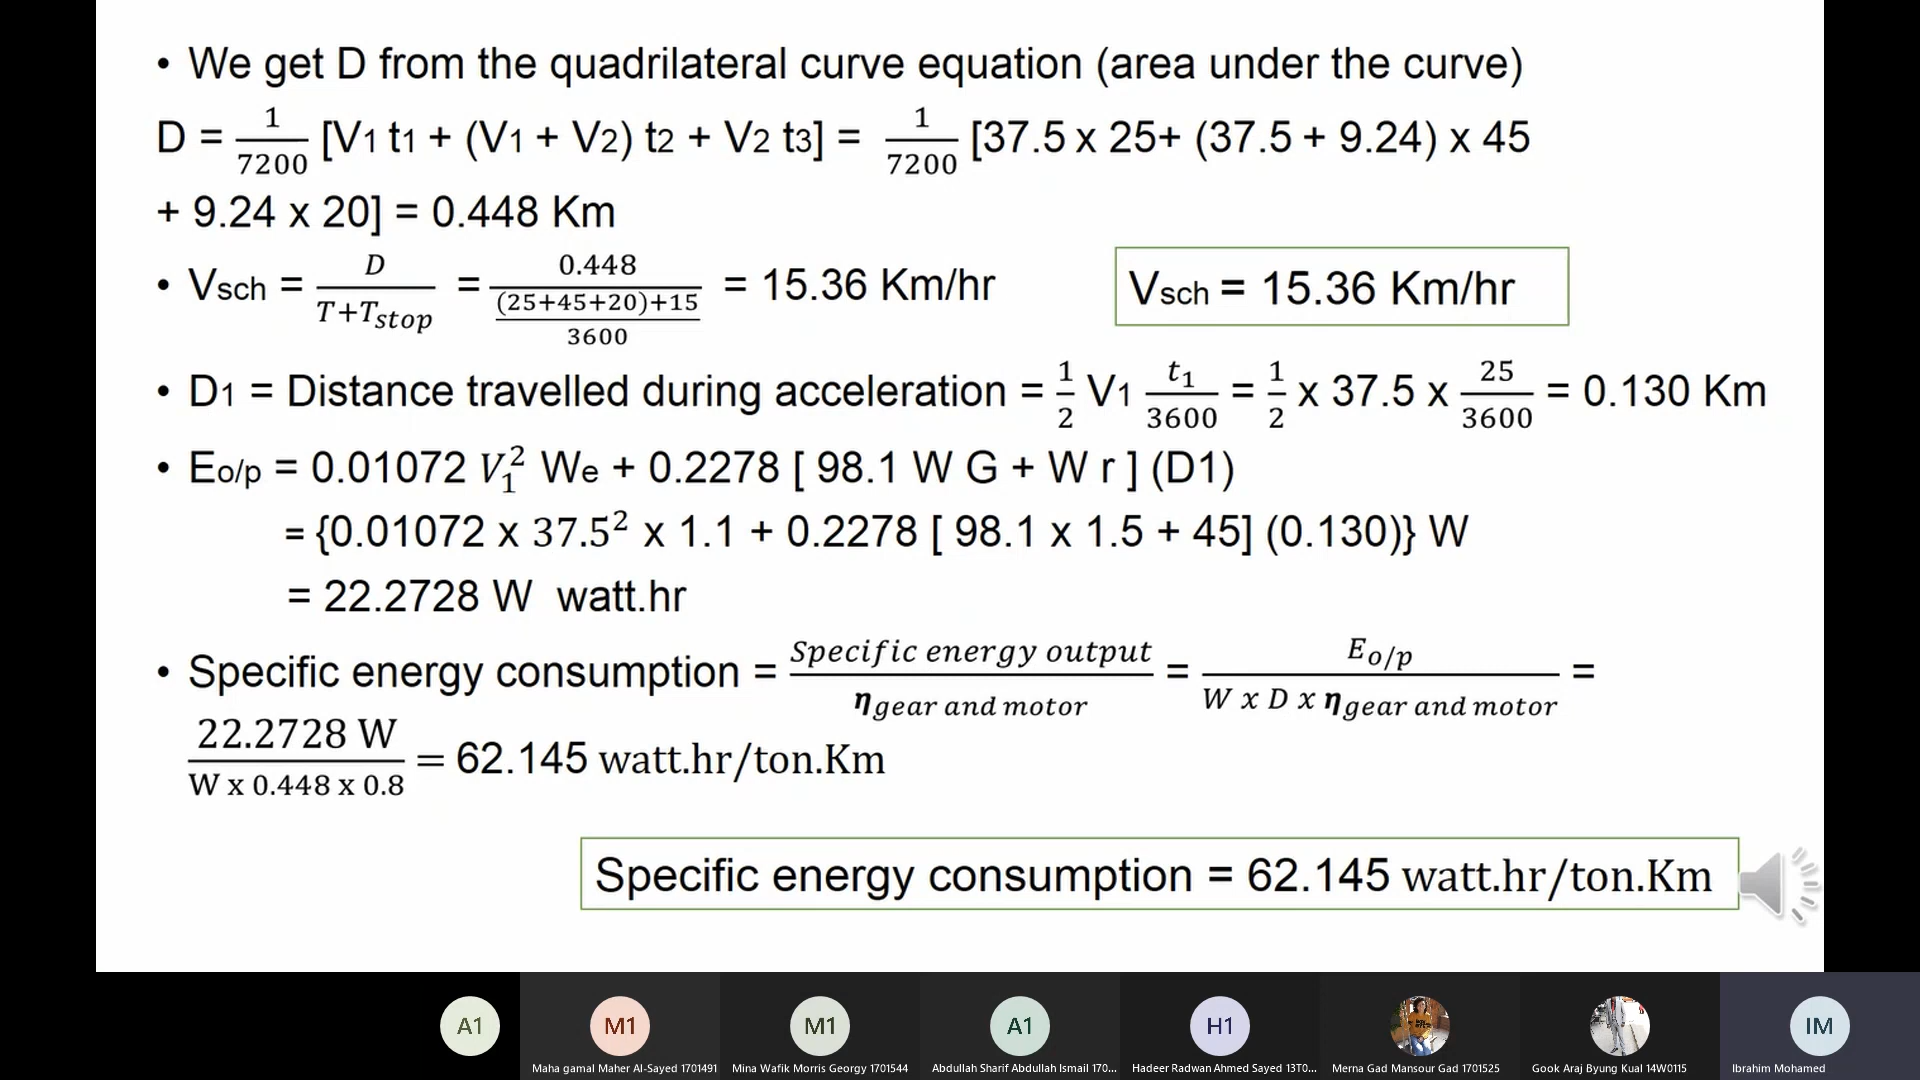 • We get D from the quadrilateral curve equation (area under the curve)
D = 1/7200 [V1 t1 + (V1 + V2) t2 + V2 t3] = 1/7200 [37.5 x 25+ (37.5 + 9.24) x 45
+ 9.24 x 20] = 0.448 Km
• Vsch = D/(T+Tstop) = 0.448/(((25+45+20)+15)/3600) = 15.36 Km/hr
Vsch = 15.36 Km/hr
• D1 = Distance travelled during acceleration = 1/2 V1 t1/3600 = 1/2 x 37.5 x 25/3600 = 0.130 Km
• Eo/p = 0.01072 V₁² We + 0.2278 [ 98.1 W G + W r ] (D1)
= {0.01072 x 37.5² x 1.1 + 0.2278 [ 98.1 x 1.5 + 45] (0.130)} W
= 22.2728 W watt.hr
• Specific energy consumption = Specific energy output/ηgear and motor = Eo/p/(W x D x ηgear and motor) =
22.2728 W/(W x 0.448 x 0.8) = 62.145 watt.hr/ton.Km
Specific energy consumption = 62.145 watt.hr/ton.Km
A1 M1 M1 A1 H1 IM
Maha gamal Maher Al-Sayed 1701491 Mina Wafik Morris Georgy 1701544 Abdullah Sharif Abdullah Ismail 170... Hadeer Radwan Ahmed Sayed 13T0... Merna Gad Mansour Gad 1701525 Gook Araj Byung Kual 14W0115 Ibrahim Mohamed